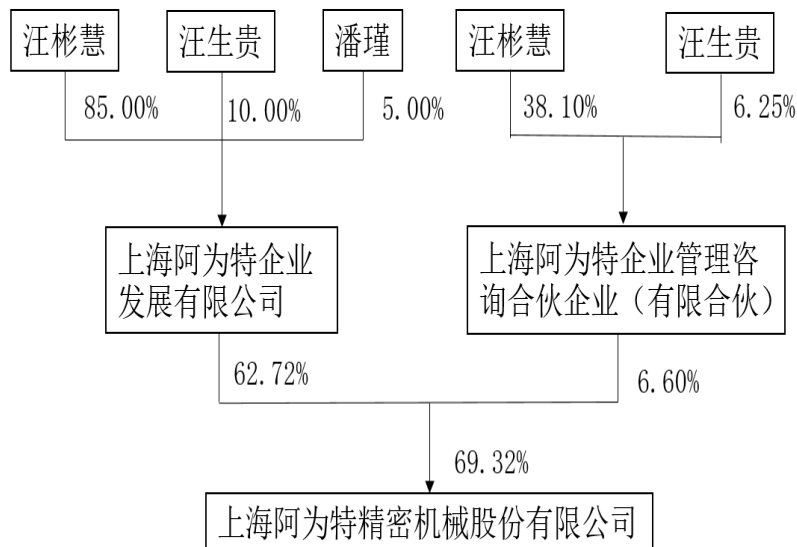 汪彬慧
汪生贵
潘瑾
汪彬慧
汪生贵
85.00%
10.00%
5.00%
38.10%
6.25%
上海阿为特企业
发展有限公司
上海阿为特企业管理咨
询合伙企业（有限合伙）
62.72%
6.60%
69.32%
上海阿为特精密机械股份有限公司